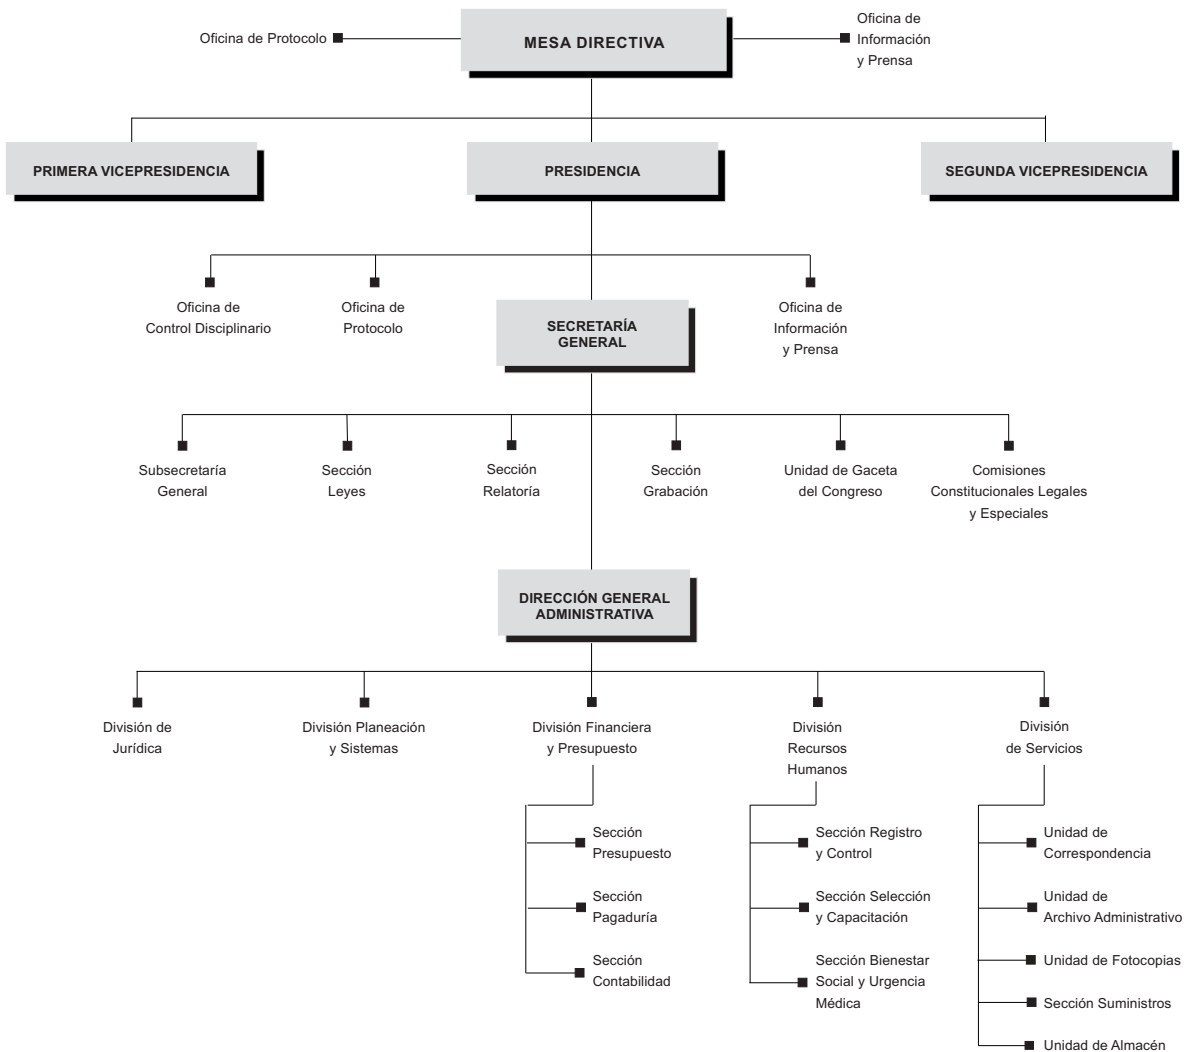 Oficina de Protocolo
MESA DIRECTIVA
Oficina de
Información
y Prensa
PRIMERA VICEPRESIDENCIA
PRESIDENCIA
SEGUNDA VICEPRESIDENCIA
Oficina de
Control Disciplinario
Oficina de
Protocolo
Oficina de
Información
y Prensa
SECRETARÍA
GENERAL
Subsecretaría
General
Sección
Leyes
Sección
Relatoría
Sección
Grabación
Unidad de Gaceta
del Congreso
Comisiones
Constitucionales Legales
y Especiales
DIRECCIÓN GENERAL
ADMINISTRATIVA
División de
Jurídica
División Planeación
y Sistemas
División Financiera
y Presupuesto
División
Recursos
Humanos
División
de Servicios
Sección
Presupuesto
Sección
Pagaduría
Sección
Contabilidad
Sección Registro
y Control
Sección Selección
y Capacitación
Sección Bienestar
Social y Urgencia
Médica
Unidad de
Correspondencia
Unidad de
Archivo Administrativo
Unidad de Fotocopias
Sección Suministros
Unidad de Almacén